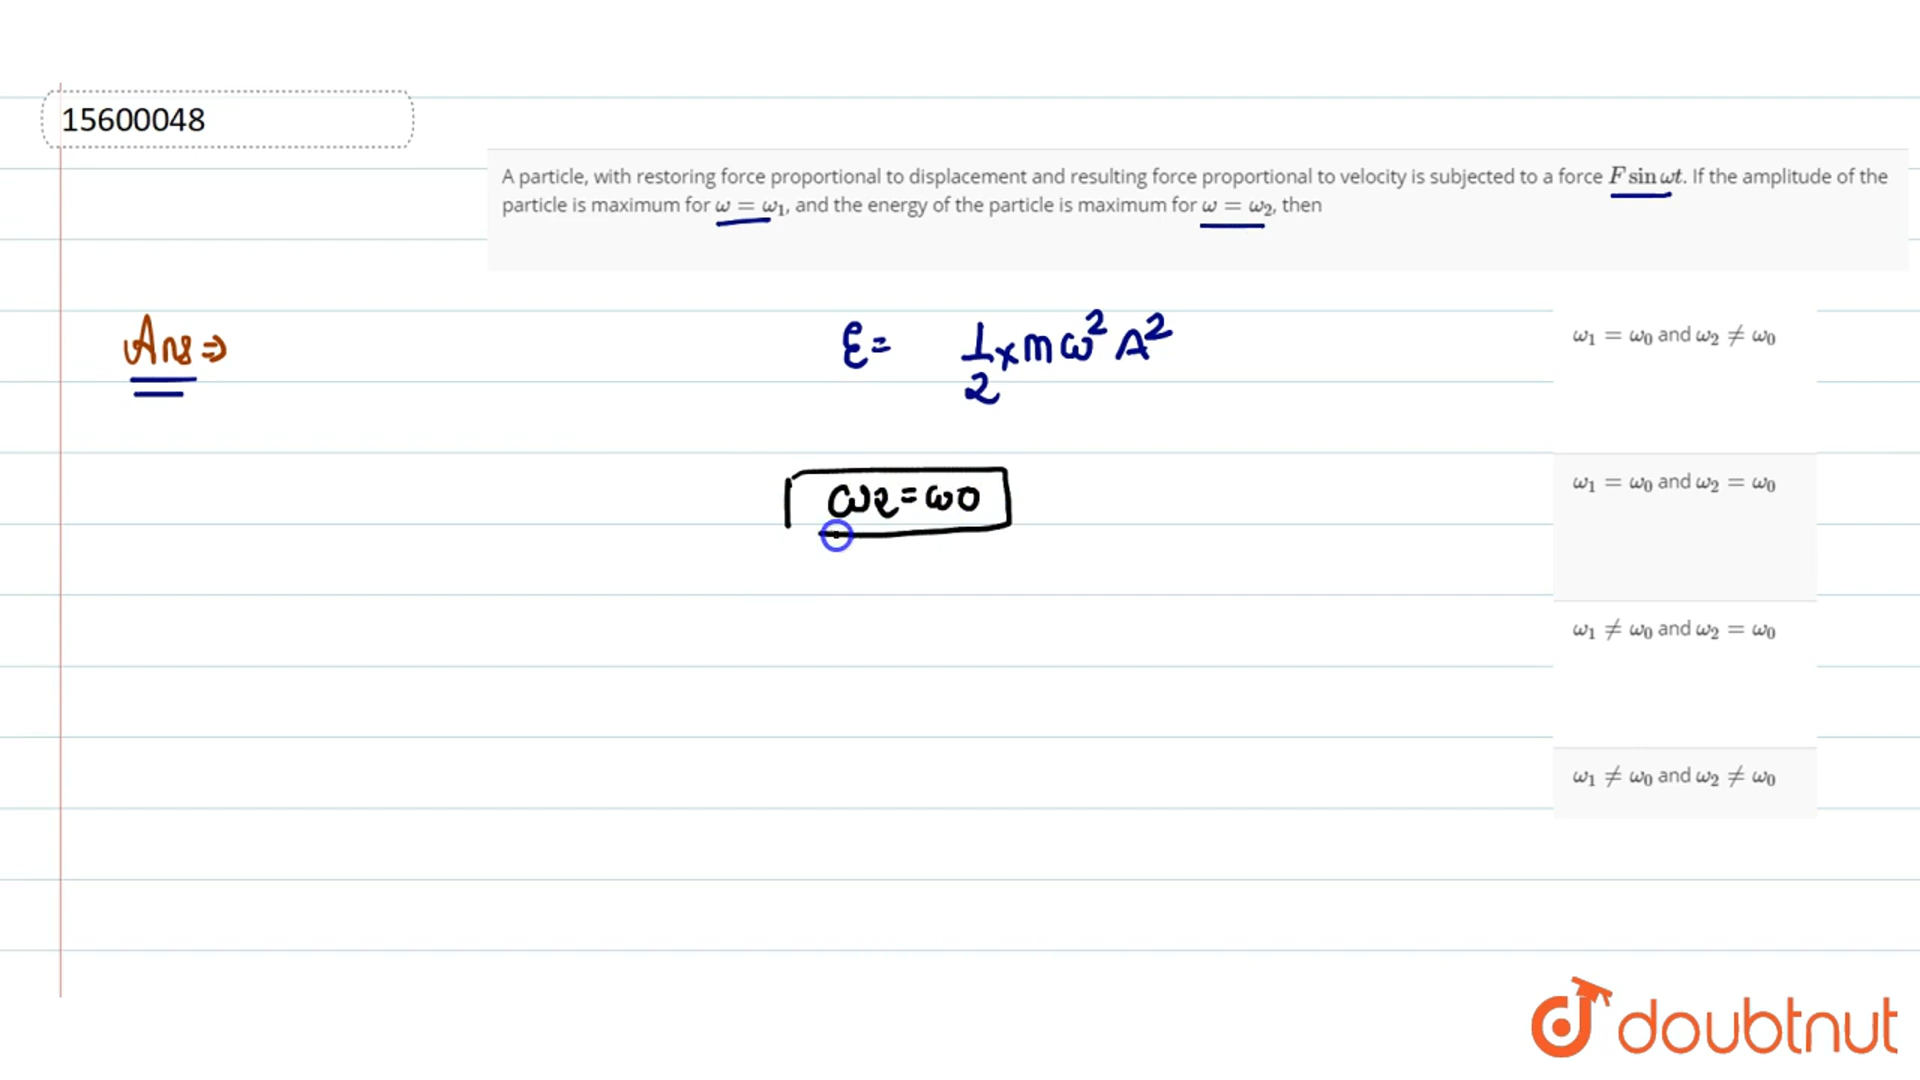 15600048
A particle, with restoring force proportional to displacement and resulting force proportional to velocity is subjected to a force F sin ωt. If the amplitude of the
particle is maximum for ω = ω₁, and the energy of the particle is maximum for ω = ω₂, then
Ans ⇒
E = 1/2 × mω² A²
ω₂ = ω0
ω₁ = ω₀ and ω₂ ≠ ω₀
ω₁ = ω₀ and ω₂ = ω₀
ω₁ ≠ ω₀ and ω₂ = ω₀
ω₁ ≠ ω₀ and ω₂ ≠ ω₀
doubtnut